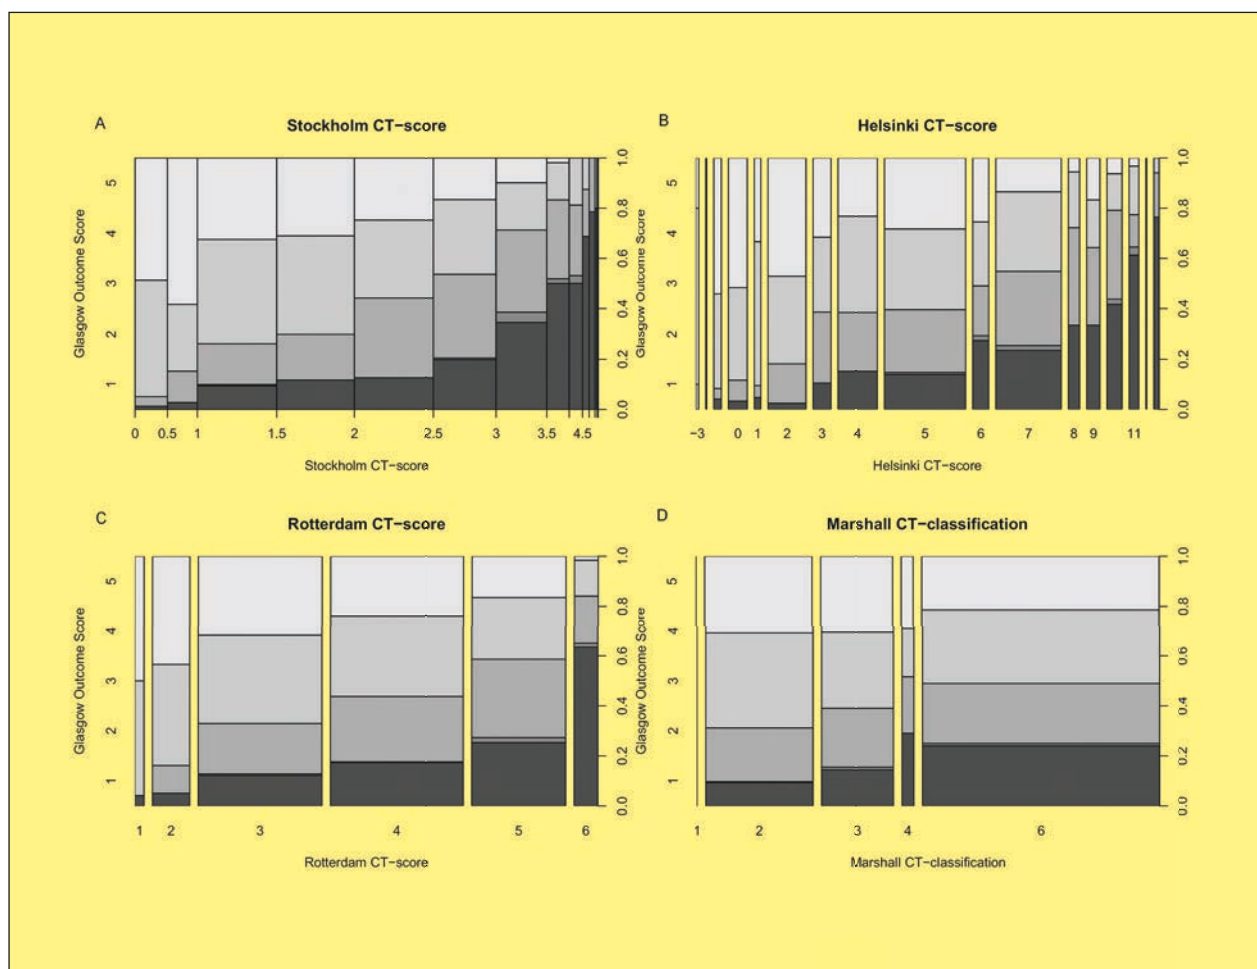 A
Stockholm CT-score
Glasgow Outcome Score
5
4
3
2
1
1.0
0.8
0.6
0.4
0.2
0.0
0 0.5 1 1.5 2 2.5 3 3.5 4.5
Stockholm CT-score
B
Helsinki CT-score
Glasgow Outcome Score
5
4
3
2
1
1.0
0.8
0.6
0.4
0.2
0.0
−3 0 1 2 3 4 5 6 7 8 9 11
Helsinki CT-score
C
Rotterdam CT-score
Glasgow Outcome Score
5
4
3
2
1
1.0
0.8
0.6
0.4
0.2
0.0
1 2 3 4 5 6
Rotterdam CT-score
D
Marshall CT-classification
Glasgow Outcome Score
5
4
3
2
1
1.0
0.8
0.6
0.4
0.2
0.0
1 2 3 4 6
Marshall CT-classification